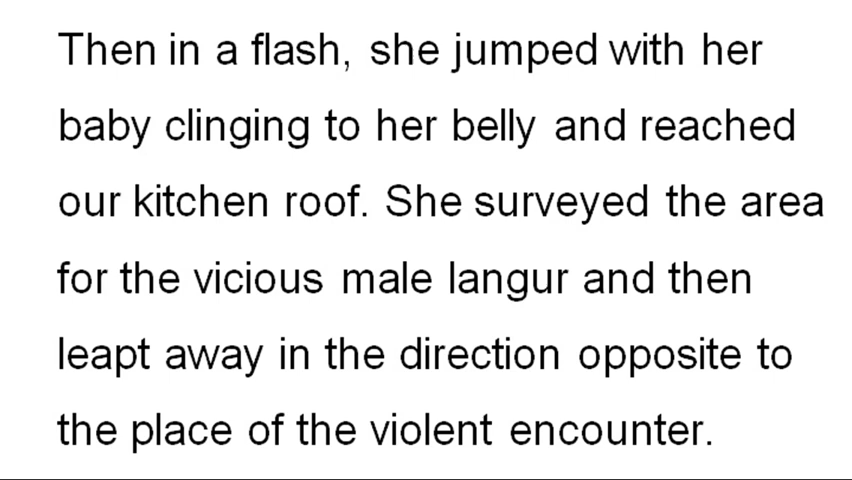 Then in a flash, she jumped with her
baby clinging to her belly and reached
our kitchen roof. She surveyed the area
for the vicious male langur and then
leapt away in the direction opposite to
the place of the violent encounter.